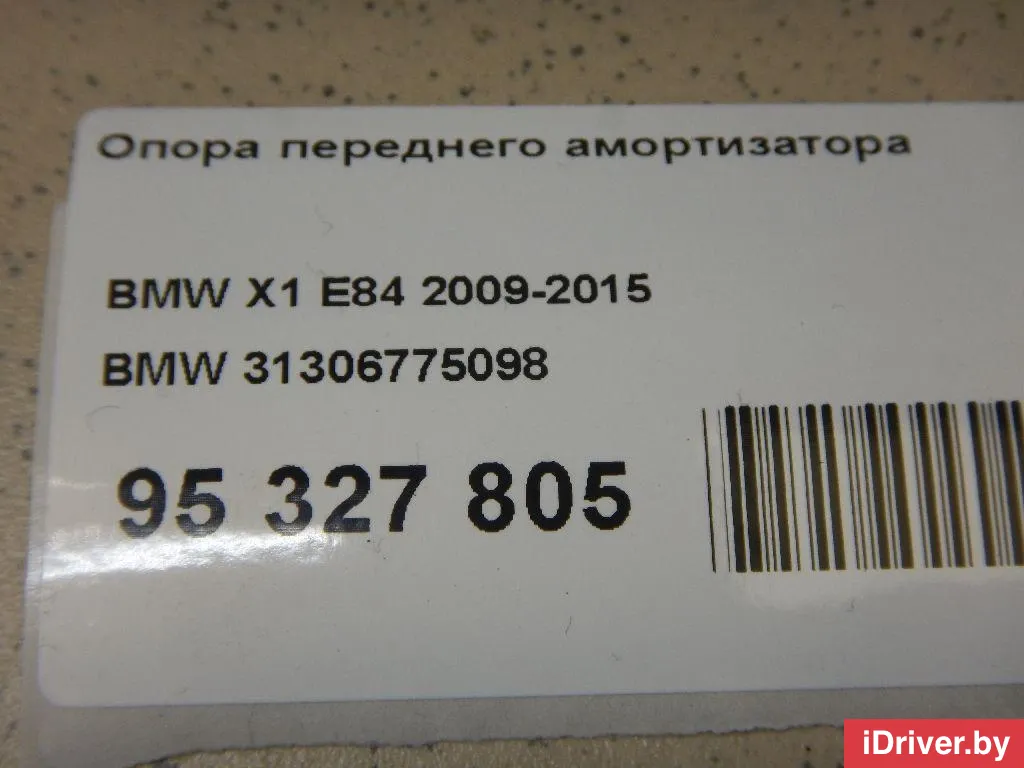 Опора переднего амортизатора
BMW X1 E84 2009-2015
BMW 31306775098
95 327 805
iDriver.by